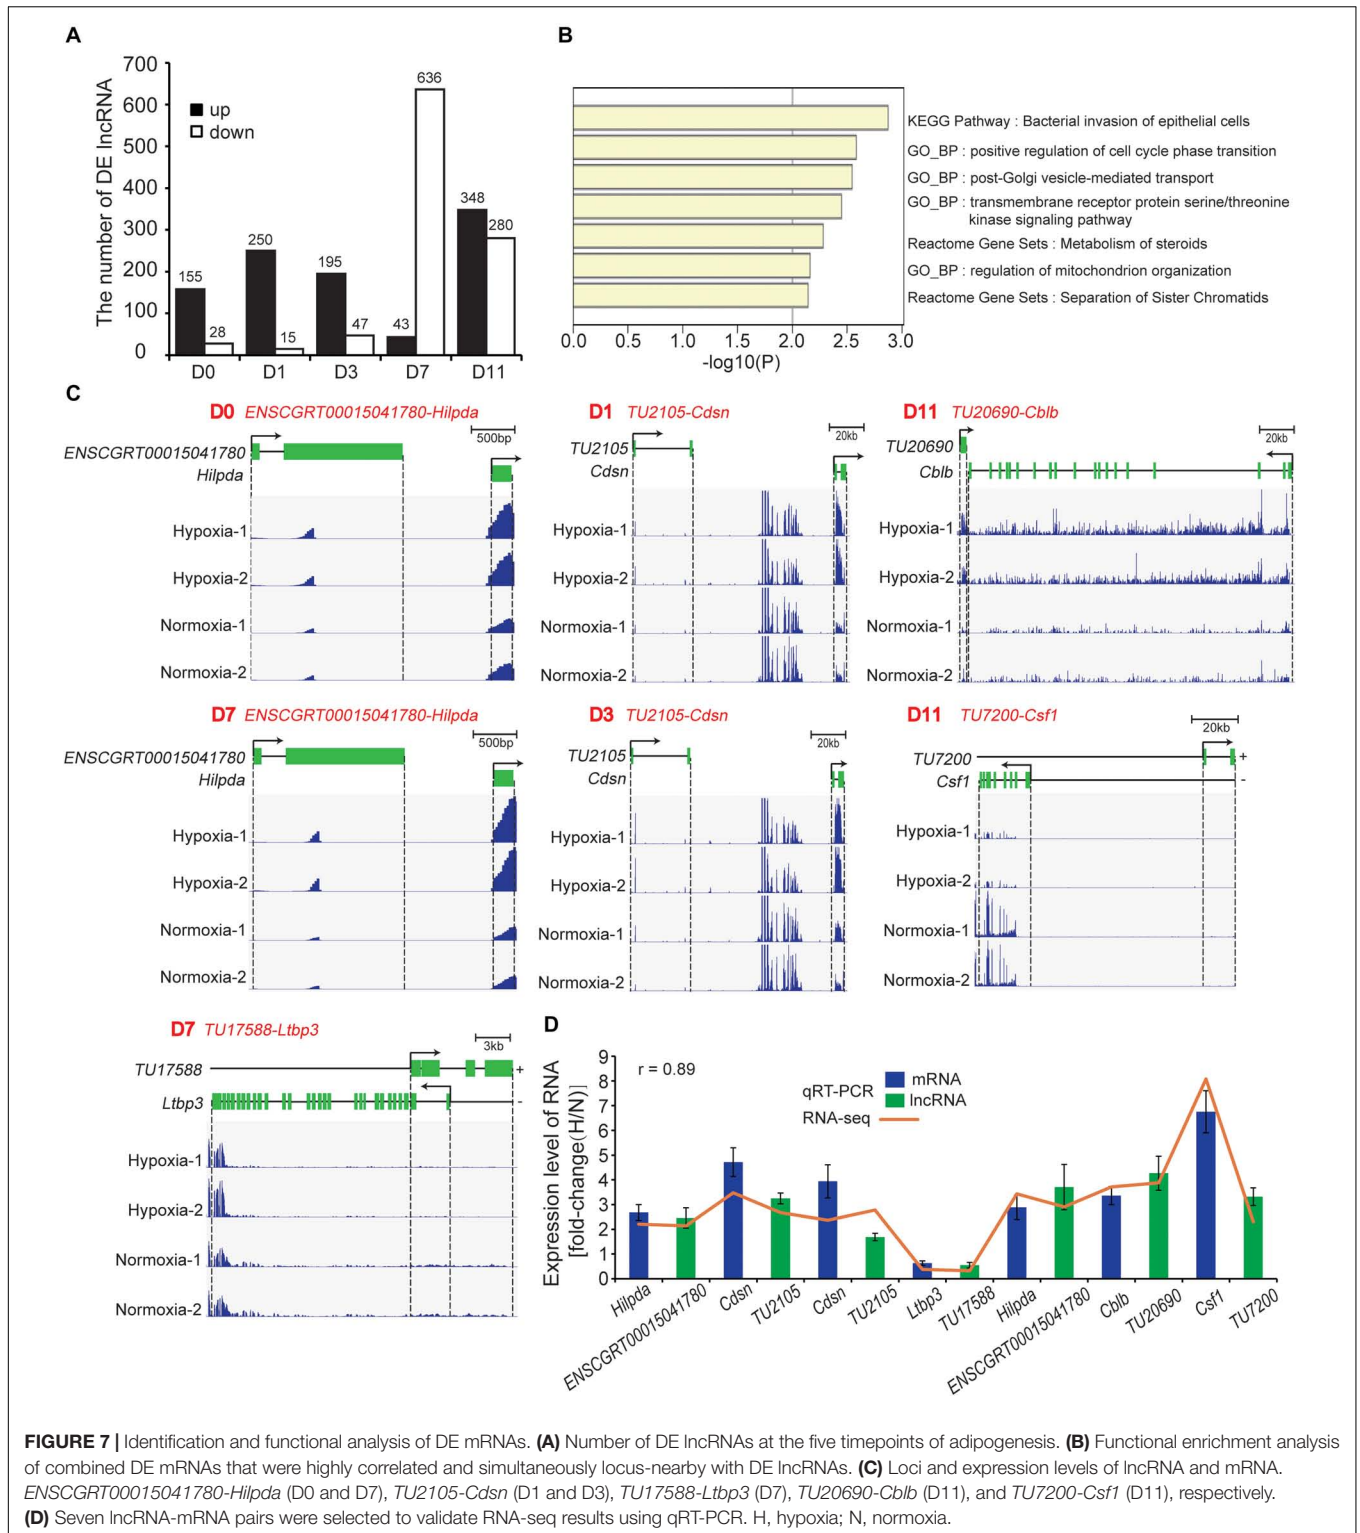 A
The number of DE lncRNA
700
600
500
400
300
200
100
0
up
down
155
28
250
15
195
47
43
636
348
280
D0 D1 D3 D7 D11
B
KEGG Pathway : Bacterial invasion of epithelial cells
GO_BP : positive regulation of cell cycle phase transition
GO_BP : post-Golgi vesicle-mediated transport
GO_BP : transmembrane receptor protein serine/threonine
kinase signaling pathway
Reactome Gene Sets : Metabolism of steroids
GO_BP : regulation of mitochondrion organization
Reactome Gene Sets : Separation of Sister Chromatids
0.0 0.5 1.0 1.5 2.0 2.5 3.0
-log10(P)
C
D0 ENSCGRT00015041780-Hilpda
500bp
ENSCGRT00015041780
Hilpda
Hypoxia-1
Hypoxia-2
Normoxia-1
Normoxia-2
D1 TU2105-Cdsn
20kb
TU2105
Cdsn
Hypoxia-1
Hypoxia-2
Normoxia-1
Normoxia-2
D11 TU20690-Cblb
20kb
TU20690
Cblb
Hypoxia-1
Hypoxia-2
Normoxia-1
Normoxia-2
D7 ENSCGRT00015041780-Hilpda
500bp
ENSCGRT00015041780
Hilpda
Hypoxia-1
Hypoxia-2
Normoxia-1
Normoxia-2
D3 TU2105-Cdsn
20kb
TU2105
Cdsn
Hypoxia-1
Hypoxia-2
Normoxia-1
Normoxia-2
D11 TU7200-Csf1
20kb
TU7200 +
Csf1 -
Hypoxia-1
Hypoxia-2
Normoxia-1
Normoxia-2
D7 TU17588-Ltbp3
3kb
TU17588 +
Ltbp3 -
Hypoxia-1
Hypoxia-2
Normoxia-1
Normoxia-2
D
Expression level of RNA
[fold-change(H/N)]
9
8
7
6
5
4
3
2
1
0
r = 0.89
qRT-PCR mRNA
lncRNA
RNA-seq
Hilpda
ENSCGRT00015041780
Cdsn
TU2105
Cdsn
TU2105
Ltbp3
TU17588
Hilpda
ENSCGRT00015041780
Cblb
TU20690
Csf1
TU7200
FIGURE 7 | Identification and functional analysis of DE mRNAs. (A) Number of DE lncRNAs at the five timepoints of adipogenesis. (B) Functional enrichment analysis
of combined DE mRNAs that were highly correlated and simultaneously locus-nearby with DE lncRNAs. (C) Loci and expression levels of lncRNA and mRNA.
ENSCGRT00015041780-Hilpda (D0 and D7), TU2105-Cdsn (D1 and D3), TU17588-Ltbp3 (D7), TU20690-Cblb (D11), and TU7200-Csf1 (D11), respectively.
(D) Seven lncRNA-mRNA pairs were selected to validate RNA-seq results using qRT-PCR. H, hypoxia; N, normoxia.